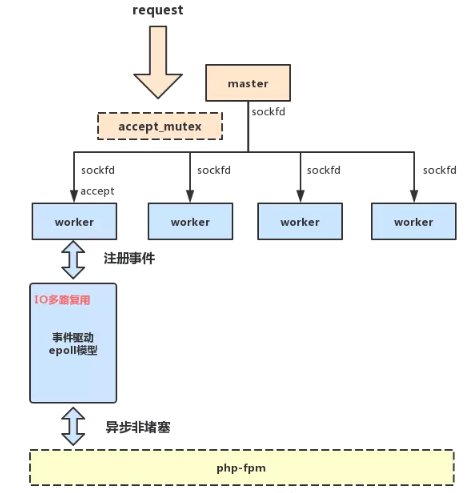 request
master
sockfd
accept_mutex
sockfd
sockfd
sockfd
sockfd
accept
worker
worker
worker
worker
注册事件
IO多路复用
事件驱动
epoll模型
异步非堵塞
php-fpm